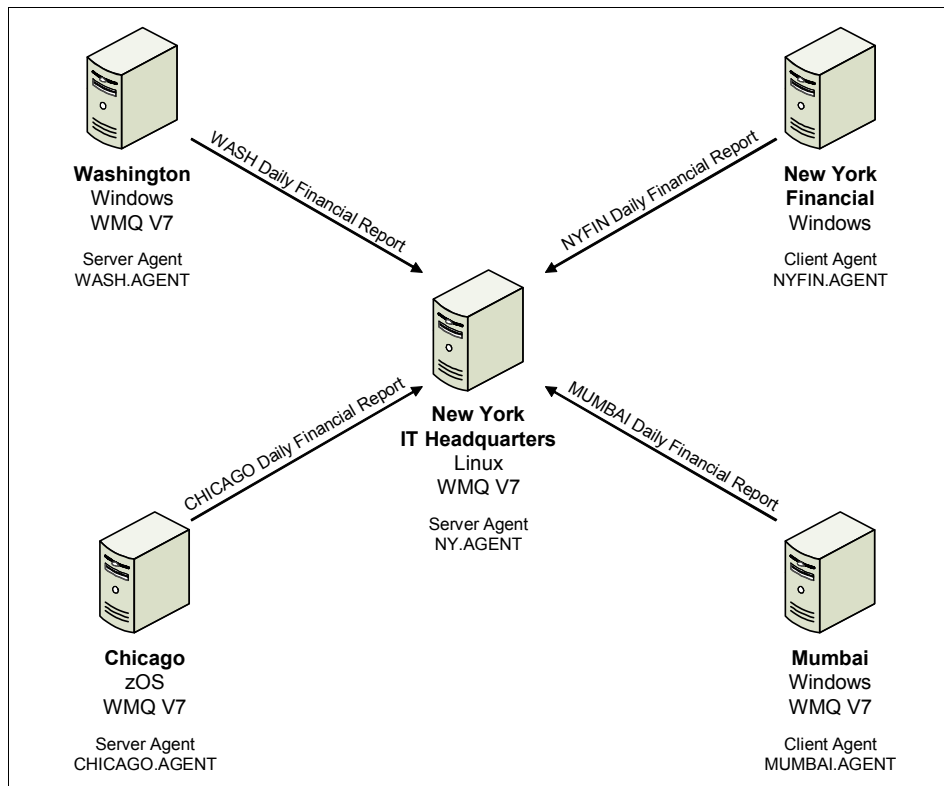 Washington
Windows
WMQ V7
Server Agent
WASH.AGENT
WASH Daily Financial Report
New York
Financial
Windows
Client Agent
NYFIN.AGENT
NYFIN Daily Financial Report
New York
IT Headquarters
Linux
WMQ V7
Server Agent
NY.AGENT
CHICAGO Daily Financial Report
Chicago
zOS
WMQ V7
Server Agent
CHICAGO.AGENT
MUMBAI Daily Financial Report
Mumbai
Windows
WMQ V7
Client Agent
MUMBAI.AGENT